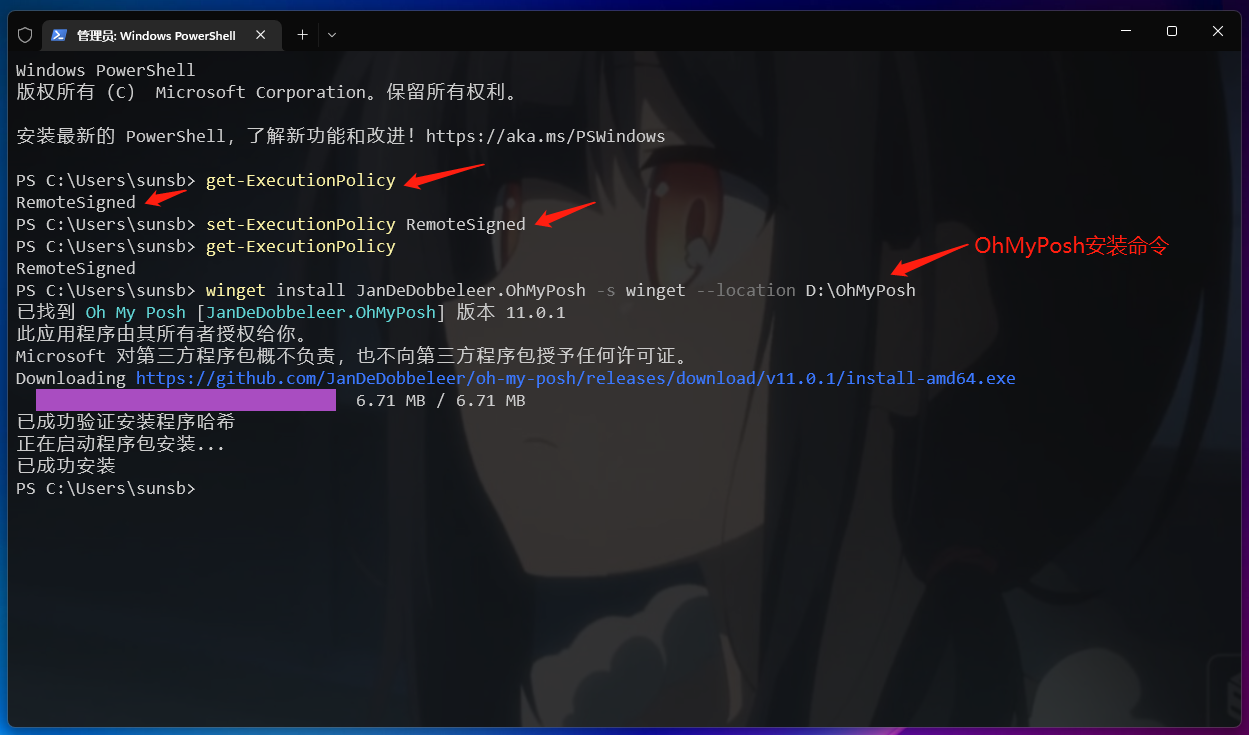 管理员: Windows PowerShell
Windows PowerShell
版权所有 (C)  Microsoft Corporation。保留所有权利。
安装最新的 PowerShell，了解新功能和改进！https://aka.ms/PSWindows
PS C:\Users\sunsb> get-ExecutionPolicy
RemoteSigned
PS C:\Users\sunsb> set-ExecutionPolicy RemoteSigned
PS C:\Users\sunsb> get-ExecutionPolicy
OhMyPosh安装命令
RemoteSigned
PS C:\Users\sunsb> winget install JanDeDobbeleer.OhMyPosh -s winget --location D:\OhMyPosh
已找到 Oh My Posh [JanDeDobbeleer.OhMyPosh] 版本 11.0.1
此应用程序由其所有者授权给你。
Microsoft 对第三方程序包概不负责，也不向第三方程序包授予任何许可证。
Downloading https://github.com/JanDeDobbeleer/oh-my-posh/releases/download/v11.0.1/install-amd64.exe
6.71 MB / 6.71 MB
已成功验证安装程序哈希
正在启动程序包安装...
已成功安装
PS C:\Users\sunsb>